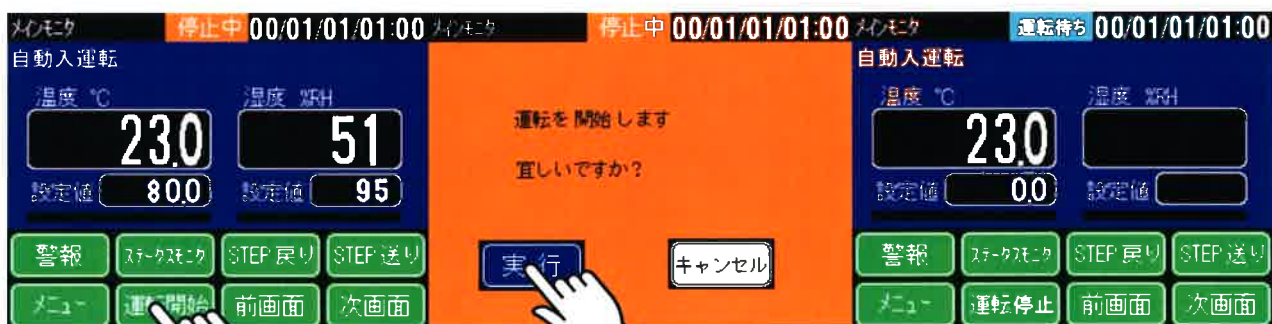 メインモニタ 停止中 00/01/01/01:00
自動入運転
温度 ℃ 湿度 %RH
23.0 51
設定値 80.0 設定値 95
警報 ステータスモニタ STEP戻り STEP送り
メニュー 運転開始 前画面 次画面
メインモニタ 停止中 00/01/01/01:00
運転を開始します
宜しいですか?
実行 キャンセル
メインモニタ 運転待ち 00/01/01/01:00
自動入運転
温度 ℃ 湿度 %RH
23.0
設定値 0.0 設定値
警報 ステータスモニタ STEP戻り STEP送り
メニュー 運転停止 前画面 次画面